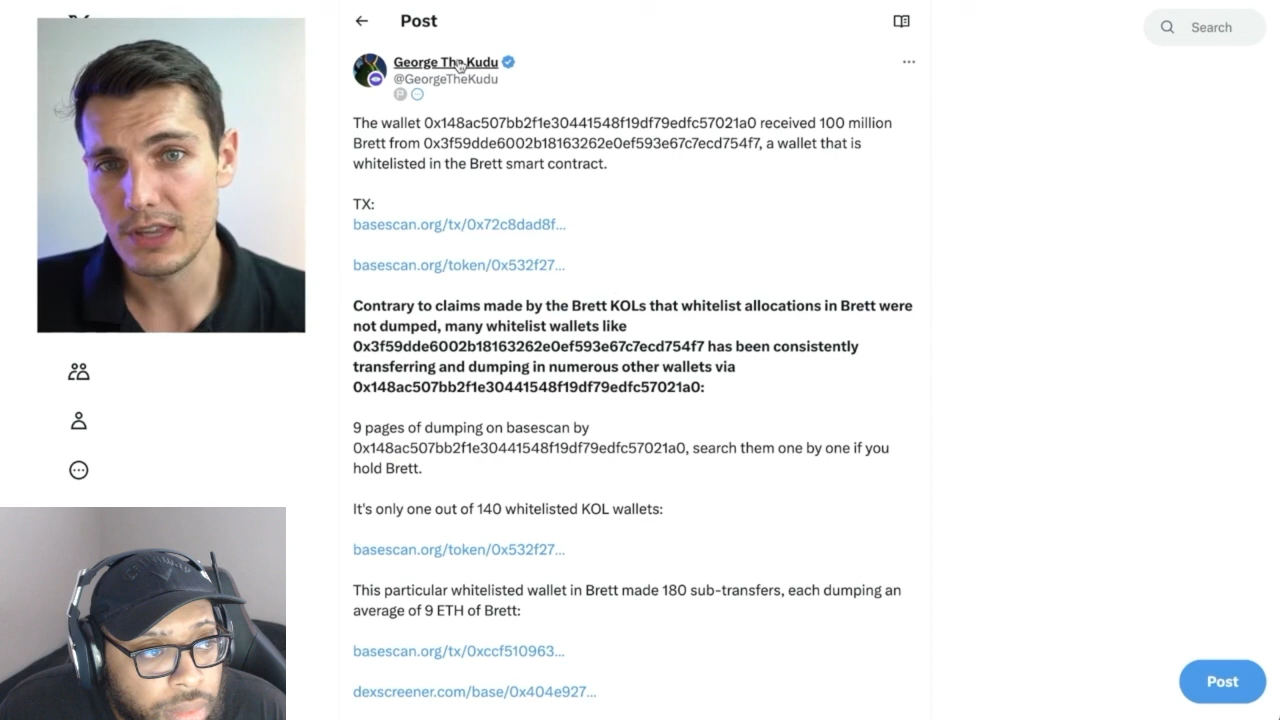 Post
Search
George The Kudu
@GeorgeTheKudu
P
The wallet 0x148ac507bb2f1e30441548f19df79edfc57021a0 received 100 million
Brett from 0x3f59dde6002b18163262e0ef593e67c7ecd754f7, a wallet that is
whitelisted in the Brett smart contract.
TX:
basescan.org/tx/0x72c8dad8f...
basescan.org/token/0x532f27...
Contrary to claims made by the Brett KOLs that whitelist allocations in Brett were
not dumped, many whitelist wallets like
0x3f59dde6002b18163262e0ef593e67c7ecd754f7 has been consistently
transferring and dumping in numerous other wallets via
0x148ac507bb2f1e30441548f19df79edfc57021a0:
9 pages of dumping on basescan by
0x148ac507bb2f1e30441548f19df79edfc57021a0, search them one by one if you
hold Brett.
It's only one out of 140 whitelisted KOL wallets:
basescan.org/token/0x532f27...
This particular whitelisted wallet in Brett made 180 sub-transfers, each dumping an
average of 9 ETH of Brett:
basescan.org/tx/0xccf510963...
dexscreener.com/base/0x404e927...
Post